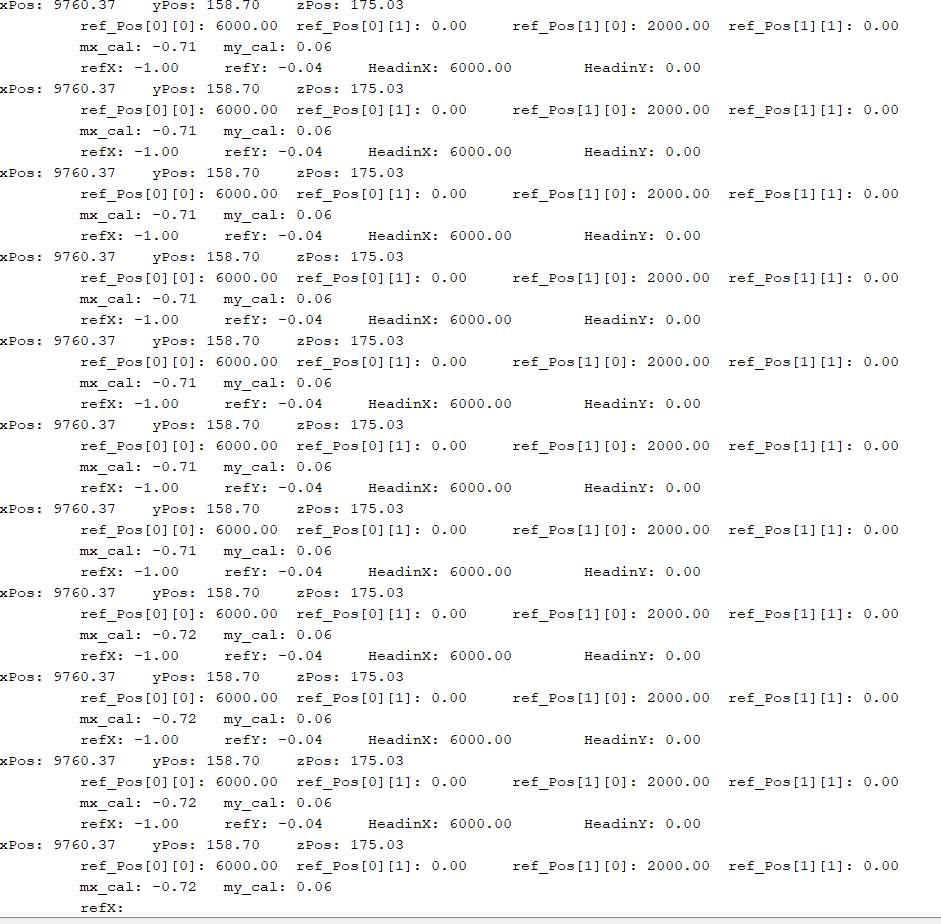 xPos: 9760.37    yPos: 158.70    zPos: 175.03
         ref_Pos[0][0]: 6000.00  ref_Pos[0][1]: 0.00     ref_Pos[1][0]: 2000.00  ref_Pos[1][1]: 0.00
         mx_cal: -0.71   my_cal: 0.06
         refX: -1.00     refY: -0.04     HeadinX: 6000.00        HeadinY: 0.00
xPos: 9760.37    yPos: 158.70    zPos: 175.03
         ref_Pos[0][0]: 6000.00  ref_Pos[0][1]: 0.00     ref_Pos[1][0]: 2000.00  ref_Pos[1][1]: 0.00
         mx_cal: -0.71   my_cal: 0.06
         refX: -1.00     refY: -0.04     HeadinX: 6000.00        HeadinY: 0.00
xPos: 9760.37    yPos: 158.70    zPos: 175.03
         ref_Pos[0][0]: 6000.00  ref_Pos[0][1]: 0.00     ref_Pos[1][0]: 2000.00  ref_Pos[1][1]: 0.00
         mx_cal: -0.71   my_cal: 0.06
         refX: -1.00     refY: -0.04     HeadinX: 6000.00        HeadinY: 0.00
xPos: 9760.37    yPos: 158.70    zPos: 175.03
         ref_Pos[0][0]: 6000.00  ref_Pos[0][1]: 0.00     ref_Pos[1][0]: 2000.00  ref_Pos[1][1]: 0.00
         mx_cal: -0.71   my_cal: 0.06
         refX: -1.00     refY: -0.04     HeadinX: 6000.00        HeadinY: 0.00
xPos: 9760.37    yPos: 158.70    zPos: 175.03
         ref_Pos[0][0]: 6000.00  ref_Pos[0][1]: 0.00     ref_Pos[1][0]: 2000.00  ref_Pos[1][1]: 0.00
         mx_cal: -0.71   my_cal: 0.06
         refX: -1.00     refY: -0.04     HeadinX: 6000.00        HeadinY: 0.00
xPos: 9760.37    yPos: 158.70    zPos: 175.03
         ref_Pos[0][0]: 6000.00  ref_Pos[0][1]: 0.00     ref_Pos[1][0]: 2000.00  ref_Pos[1][1]: 0.00
         mx_cal: -0.71   my_cal: 0.06
         refX: -1.00     refY: -0.04     HeadinX: 6000.00        HeadinY: 0.00
xPos: 9760.37    yPos: 158.70    zPos: 175.03
         ref_Pos[0][0]: 6000.00  ref_Pos[0][1]: 0.00     ref_Pos[1][0]: 2000.00  ref_Pos[1][1]: 0.00
         mx_cal: -0.71   my_cal: 0.06
         refX: -1.00     refY: -0.04     HeadinX: 6000.00        HeadinY: 0.00
xPos: 9760.37    yPos: 158.70    zPos: 175.03
         ref_Pos[0][0]: 6000.00  ref_Pos[0][1]: 0.00     ref_Pos[1][0]: 2000.00  ref_Pos[1][1]: 0.00
         mx_cal: -0.72   my_cal: 0.06
         refX: -1.00     refY: -0.04     HeadinX: 6000.00        HeadinY: 0.00
xPos: 9760.37    yPos: 158.70    zPos: 175.03
         ref_Pos[0][0]: 6000.00  ref_Pos[0][1]: 0.00     ref_Pos[1][0]: 2000.00  ref_Pos[1][1]: 0.00
         mx_cal: -0.72   my_cal: 0.06
         refX: -1.00     refY: -0.04     HeadinX: 6000.00        HeadinY: 0.00
xPos: 9760.37    yPos: 158.70    zPos: 175.03
         ref_Pos[0][0]: 6000.00  ref_Pos[0][1]: 0.00     ref_Pos[1][0]: 2000.00  ref_Pos[1][1]: 0.00
         mx_cal: -0.72   my_cal: 0.06
         refX: -1.00     refY: -0.04     HeadinX: 6000.00        HeadinY: 0.00
xPos: 9760.37    yPos: 158.70    zPos: 175.03
         ref_Pos[0][0]: 6000.00  ref_Pos[0][1]: 0.00     ref_Pos[1][0]: 2000.00  ref_Pos[1][1]: 0.00
         mx_cal: -0.72   my_cal: 0.06
         refX: